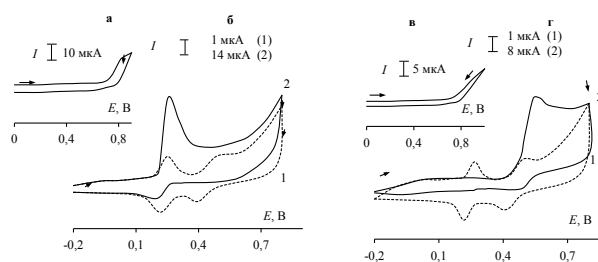 а
I 10 мкА
E, В
0 0,4 0,8
б
I 1 мкА (1)
14 мкА (2)
2
1
E, В
-0,2 0,1 0,4 0,7
в
I 5 мкА
E, В
0 0,4 0,8
г
I 1 мкА (1)
8 мкА (2)
1
E, В
-0,2 0,1 0,4 0,7